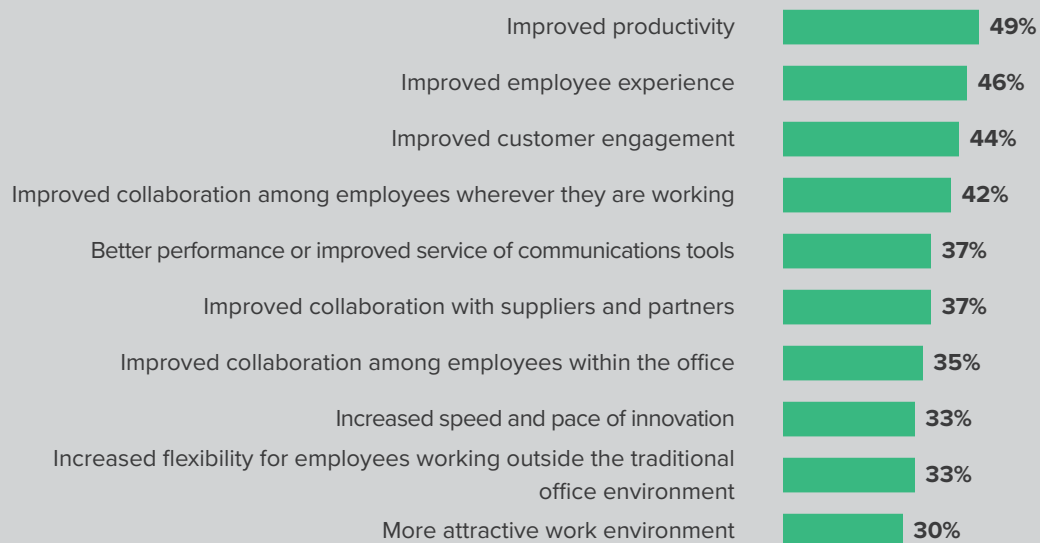 Improved productivity 49%
Improved employee experience 46%
Improved customer engagement 44%
Improved collaboration among employees wherever they are working 42%
Better performance or improved service of communications tools 37%
Improved collaboration with suppliers and partners 37%
Improved collaboration among employees within the office 35%
Increased speed and pace of innovation 33%
Increased flexibility for employees working outside the traditional
office environment 33%
More attractive work environment 30%